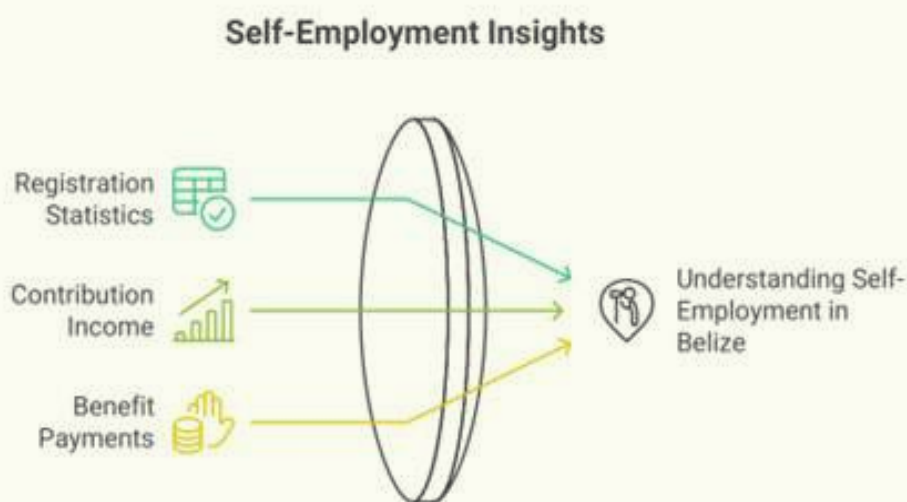 Self-Employment Insights
Registration
Statistics
Contribution
Income
Benefit
Payments
Understanding Self-
Employment in
Belize